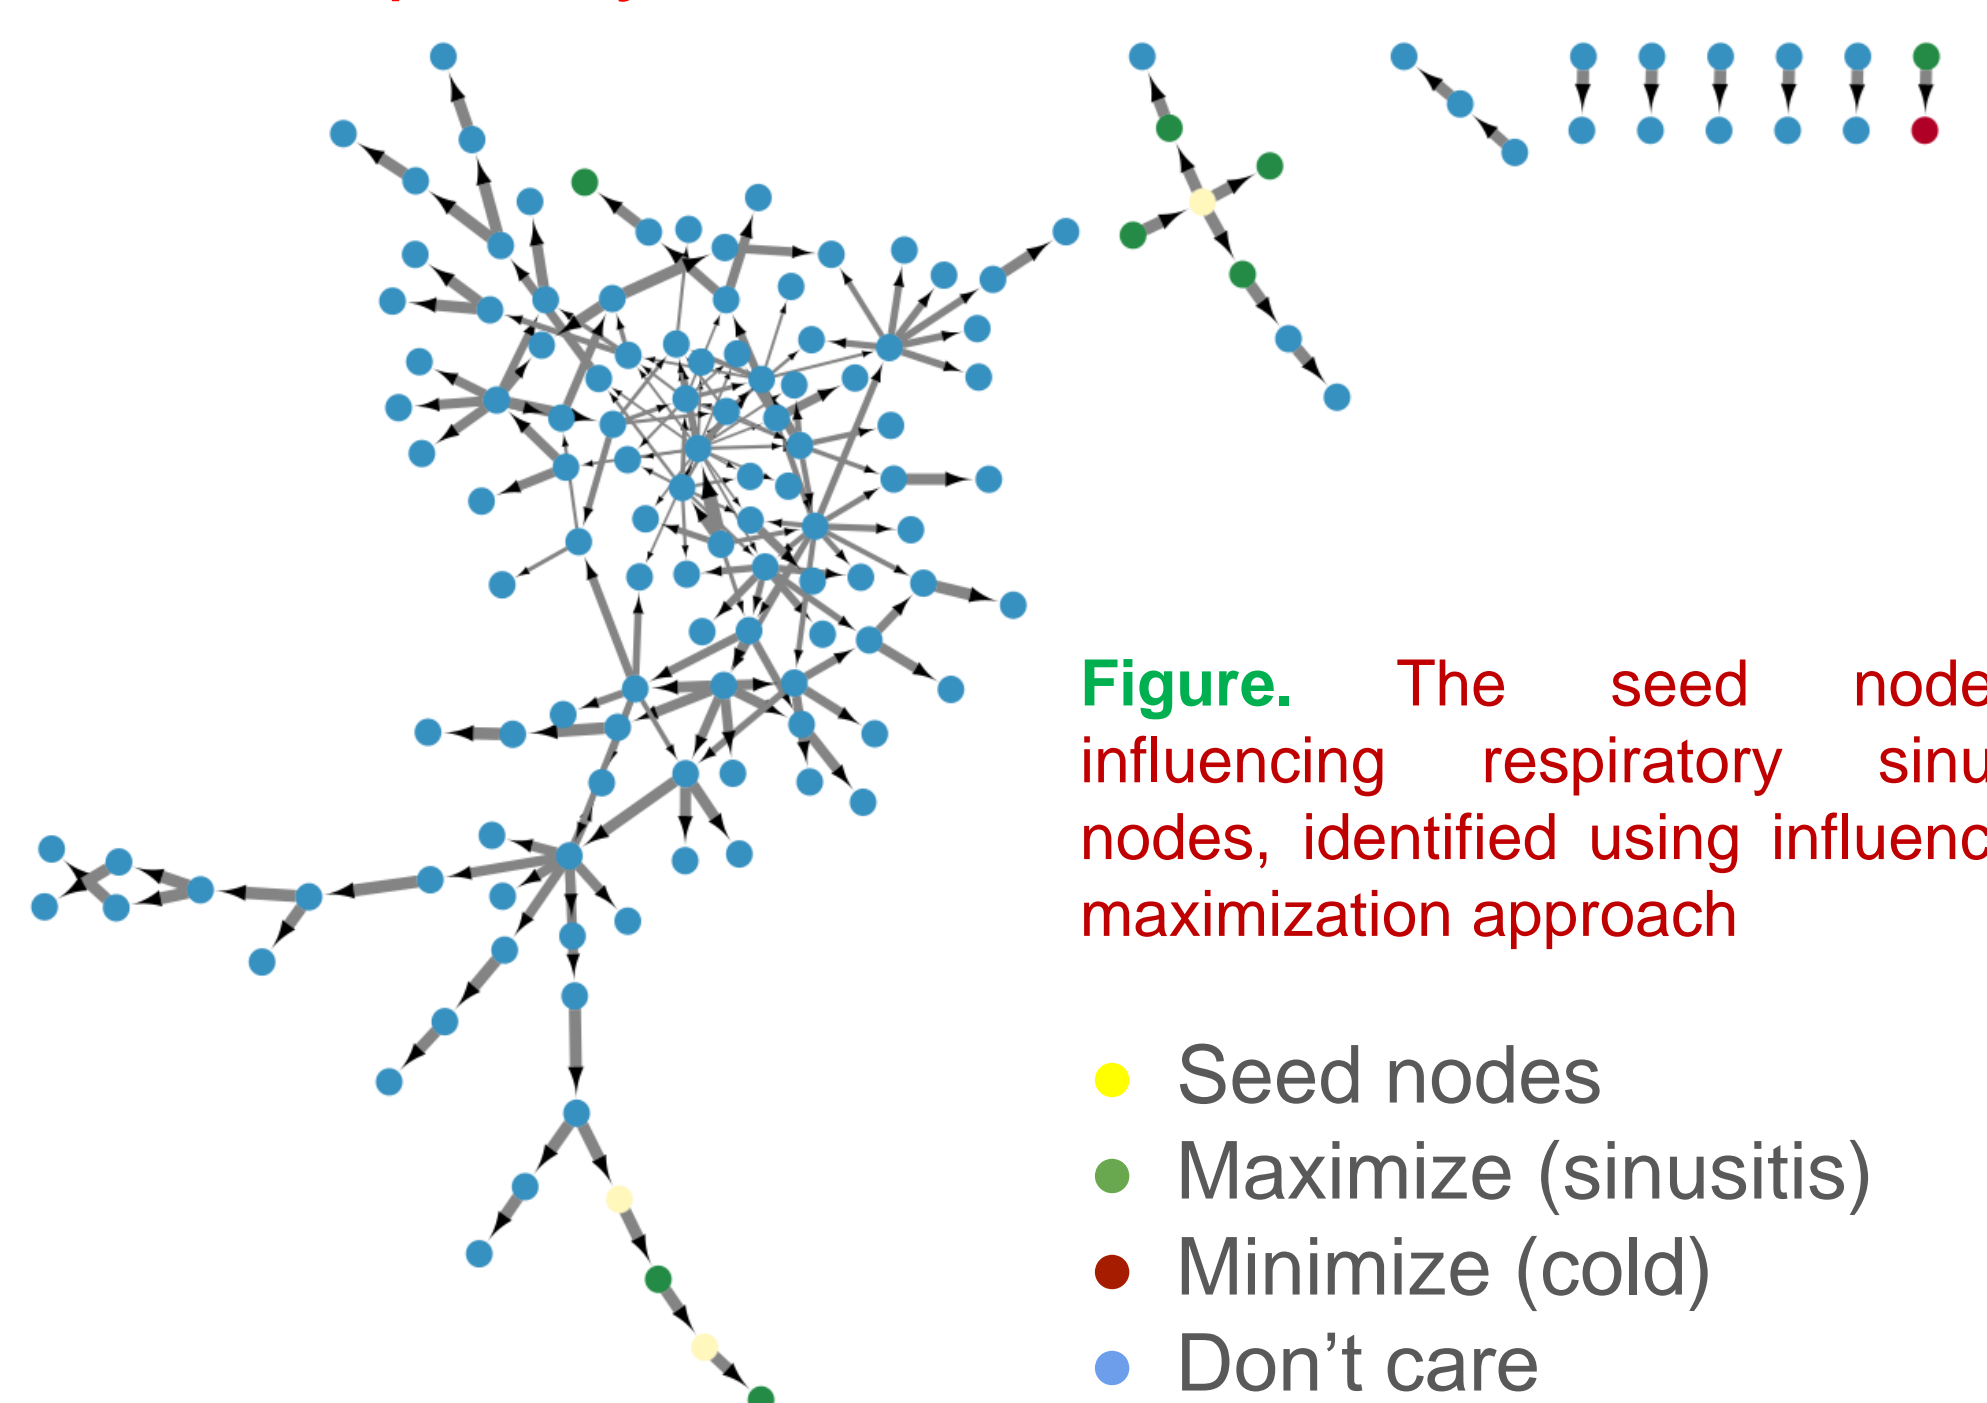 Figure. The seed node
influencing respiratory sinu
nodes, identified using influenc
maximization approach
Seed nodes
Maximize (sinusitis)
Minimize (cold)
Don’t care